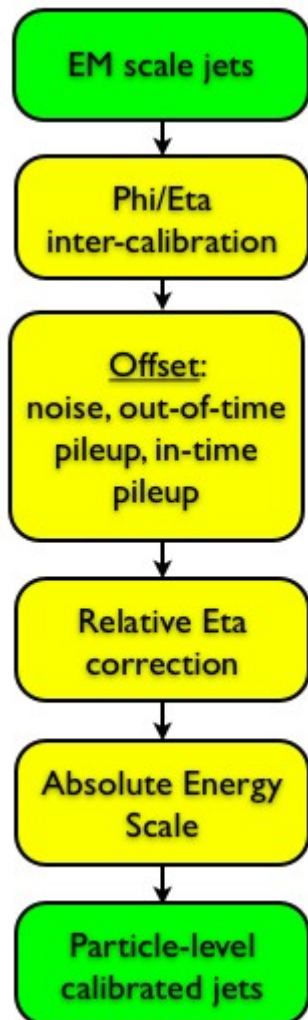 EM scale jets
Phi/Eta
inter-calibration
Offset:
noise, out-of-time
pileup, in-time
pileup
Relative Eta
correction
Absolute Energy
Scale
Particle-level
calibrated jets